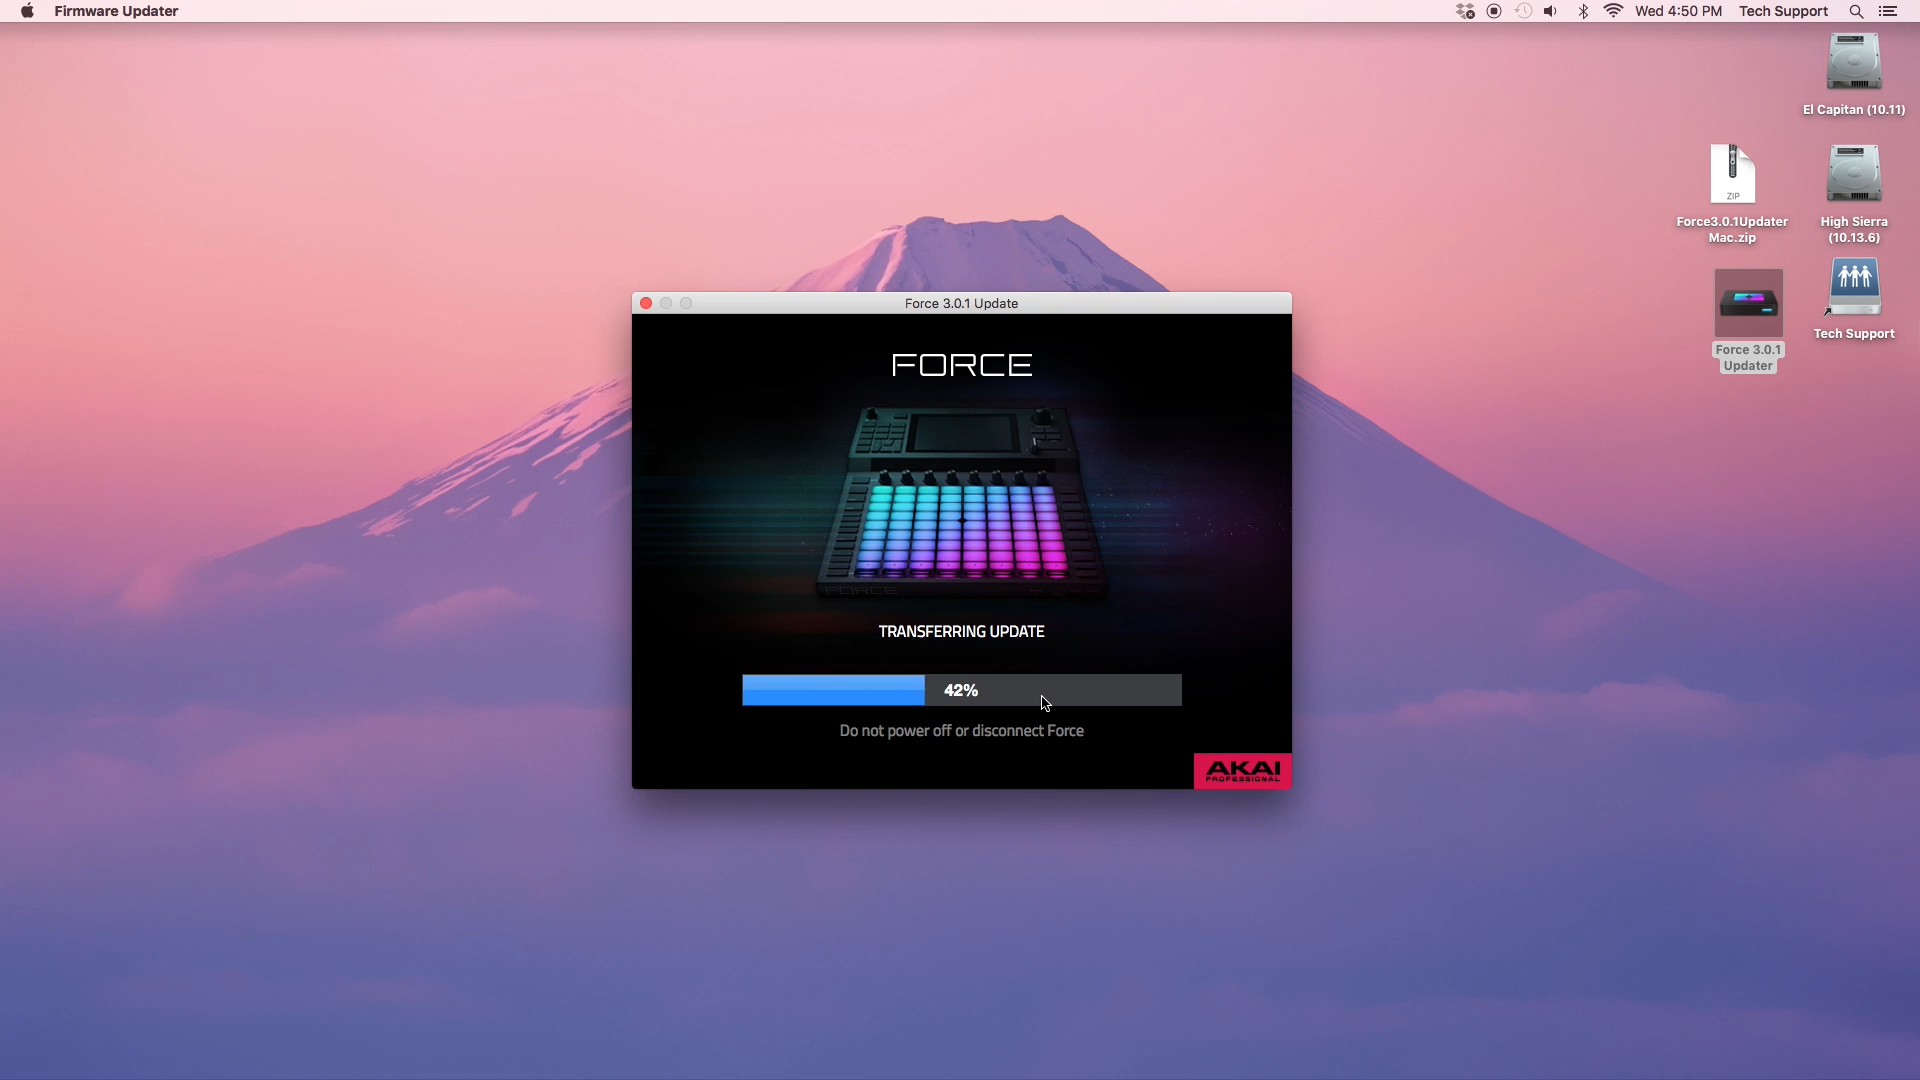 Firmware Updater
Wed 4:50 PM Tech Support
El Capitan (10.11)
ZIP
Force3.0.1Updater
Mac.zip
High Sierra
(10.13.6)
Force 3.0.1
Updater
Tech Support
Force 3.0.1 Update
FORCE
FORCE
TRANSFERRING UPDATE
42%
Do not power off or disconnect Force
AKAI
PROFESSIONAL